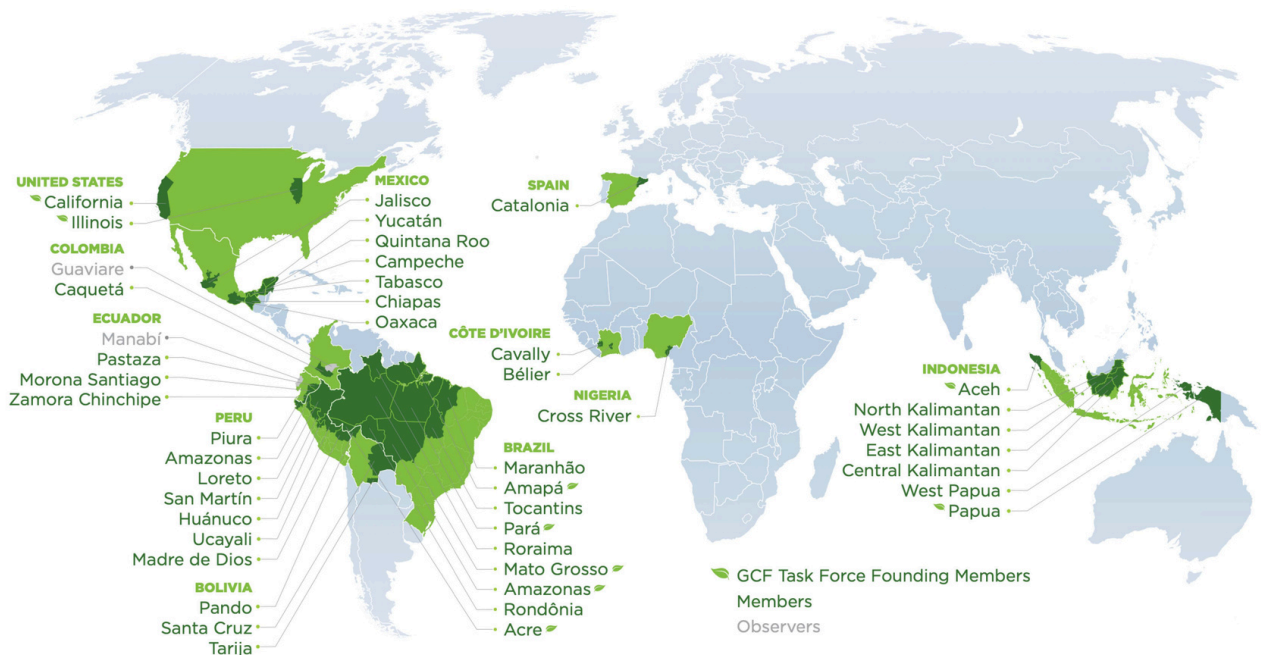 UNITED STATES
California
Illinois
COLOMBIA
Guaviare
Caquetá
ECUADOR
Manabí
Pastaza
Morona Santiago
Zamora Chinchipe
PERU
Piura
Amazonas
Loreto
San Martín
Huánuco
Ucayali
Madre de Dios
BOLIVIA
Pando
Santa Cruz
Tarija
MEXICO
Jalisco
Yucatán
Quintana Roo
Campeche
Tabasco
Chiapas
Oaxaca
BRAZIL
Maranhão
Amapá
Tocantins
Pará
Roraima
Mato Grosso
Amazonas
Rondônia
Acre
SPAIN
Catalonia
CÔTE D'IVOIRE
Cavally
Bélier
NIGERIA
Cross River
INDONESIA
Aceh
North Kalimantan
West Kalimantan
East Kalimantan
Central Kalimantan
West Papua
Papua
GCF Task Force Founding Members
Members
Observers